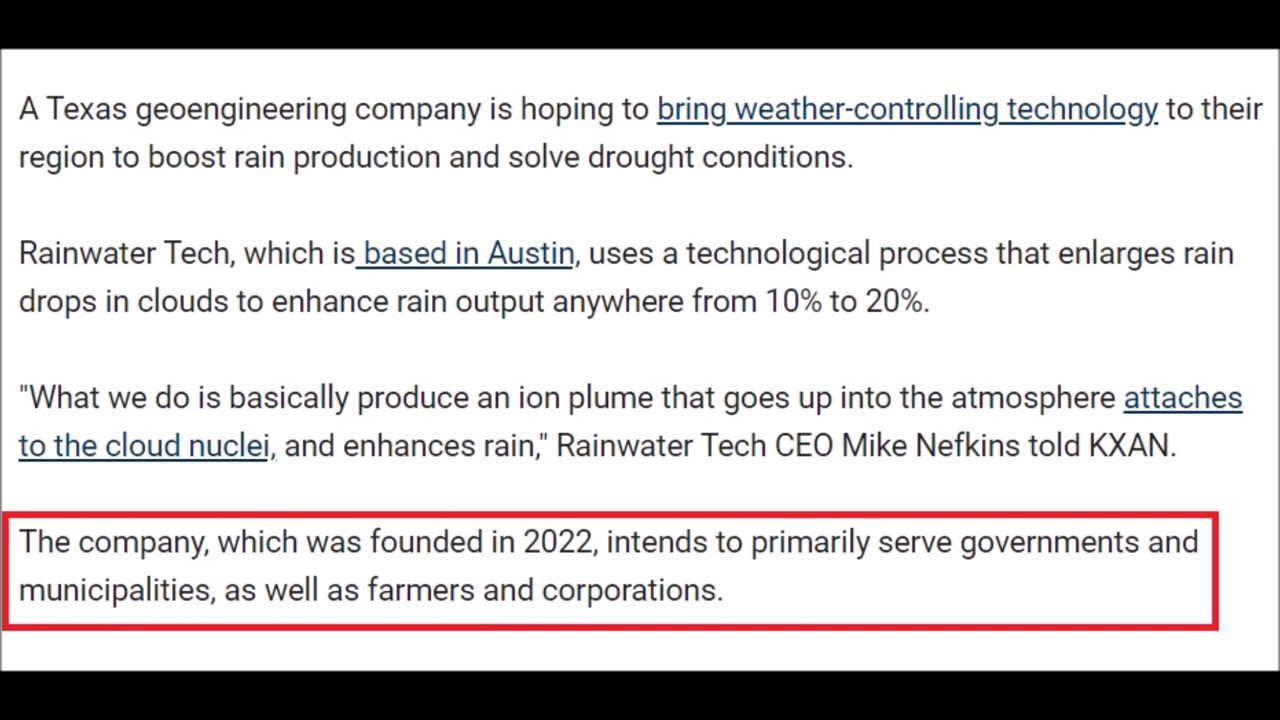 A Texas geoengineering company is hoping to bring weather-controlling technology to their
region to boost rain production and solve drought conditions.
Rainwater Tech, which is based in Austin, uses a technological process that enlarges rain
drops in clouds to enhance rain output anywhere from 10% to 20%.
"What we do is basically produce an ion plume that goes up into the atmosphere attaches
to the cloud nuclei, and enhances rain," Rainwater Tech CEO Mike Nefkins told KXAN.
The company, which was founded in 2022, intends to primarily serve governments and
municipalities, as well as farmers and corporations.